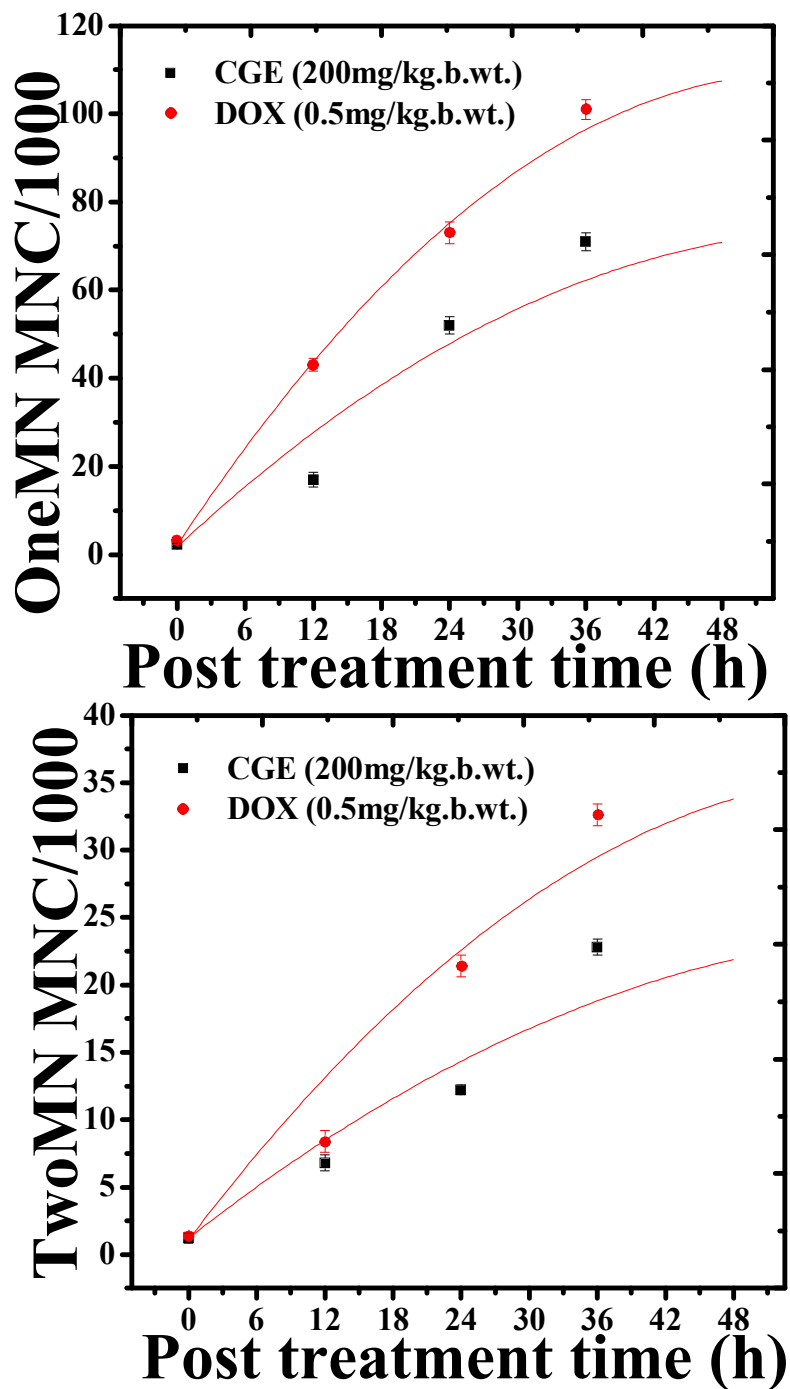 OneMN MNC/1000
120
100
80
60
40
20
0
CGE (200mg/kg.b.wt.)
DOX (0.5mg/kg.b.wt.)
0 6 12 18 24 30 36 42 48
Post treatment time (h)
TwoMN MNC/1000
40
35
30
25
20
15
10
5
0
CGE (200mg/kg.b.wt.)
DOX (0.5mg/kg.b.wt.)
0 6 12 18 24 30 36 42 48
Post treatment time (h)